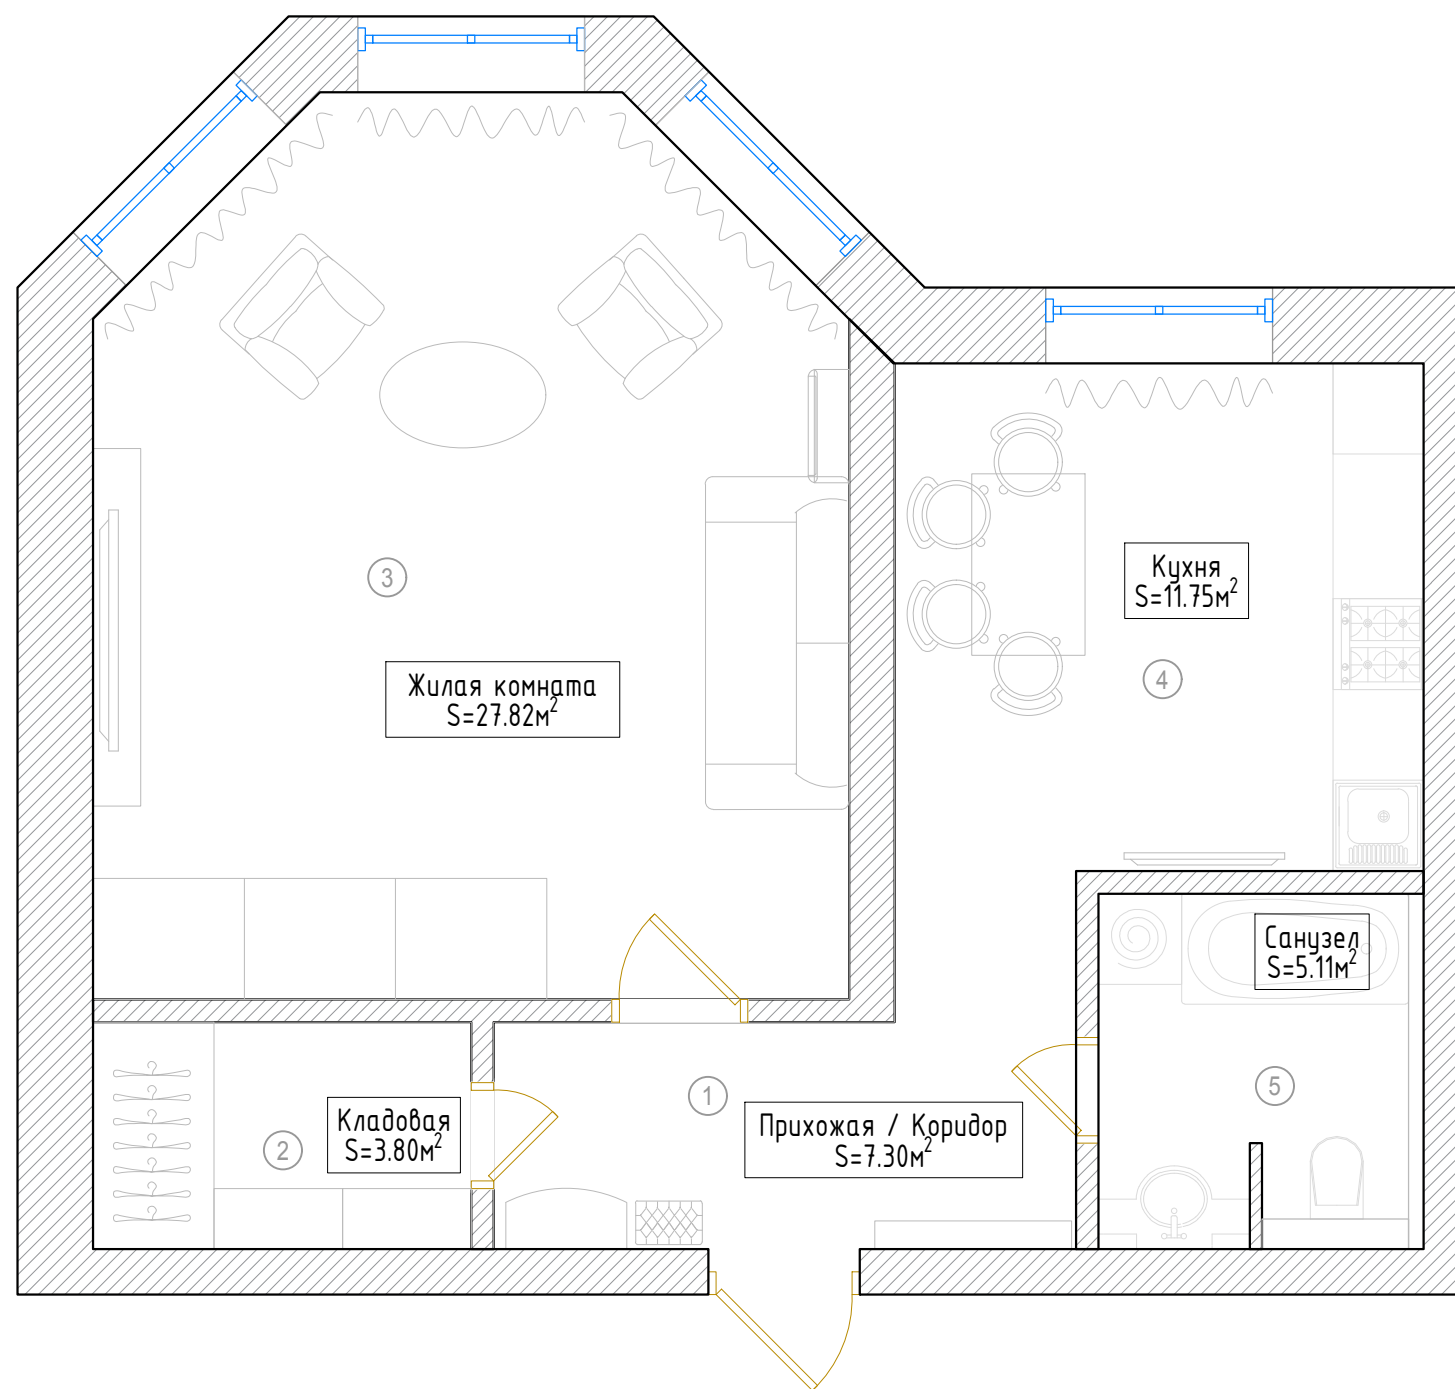 Кухня
S=11.75м²
3
Жилая комната
S=27.82м²
4
Санузел
S=5.11м²
1
5
Кладовая
S=3.80м²
2
Прихожая / Коридор
S=7.30м²